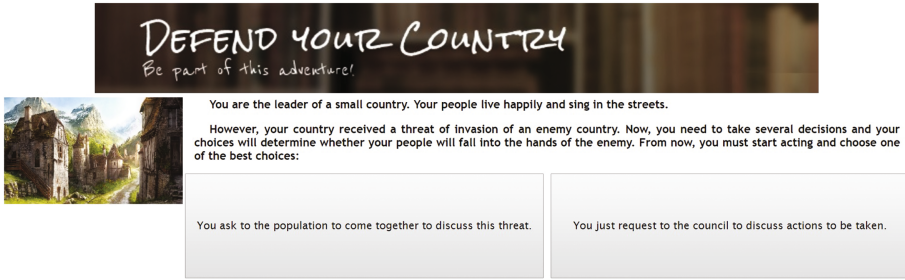 DEFEND YOUR COUNTRY
Be part of this adventure!
You are the leader of a small country. Your people live happily and sing in the streets.
However, your country received a threat of invasion of an enemy country. Now, you need to take several decisions and your
choices will determine whether your people will fall into the hands of the enemy. From now, you must start acting and choose one
of the best choices:
You ask to the population to come together to discuss this threat.
You just request to the council to discuss actions to be taken.